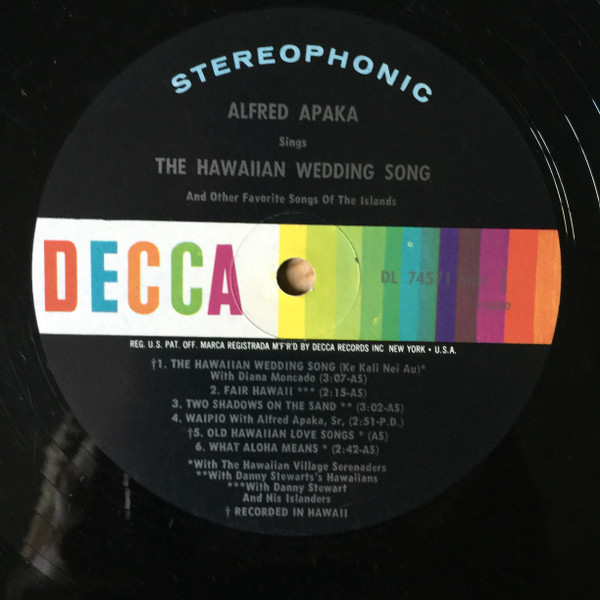 STEREOPHONIC
ALFRED APAKA
Sings
THE HAWAIIAN WEDDING SONG
And Other Favorite Songs Of The Islands
DECCA
DL 74571
REG. U.S. PAT. OFF. MARCA REGISTRADA M'F'R'D BY DECCA RECORDS INC NEW YORK • U.S.A.
†1. THE HAWAIIAN WEDDING SONG (Ke Kali Nei Au)*
With Diana Moncado (3:07-AS)
2. FAIR HAWAII *** (2:15-AS)
3. TWO SHADOWS ON THE SAND ** (3:02-AS)
4. WAIPIO With Alfred Apaka, Sr. (2:51-P.D.)
†5. OLD HAWAIIAN LOVE SONGS * (AS)
6. WHAT ALOHA MEANS * (2:42-AS)
*With The Hawaiian Village Serenaders
**With Danny Stewarts's Hawaiians
***With Danny Stewart
And His Islanders
† RECORDED IN HAWAII